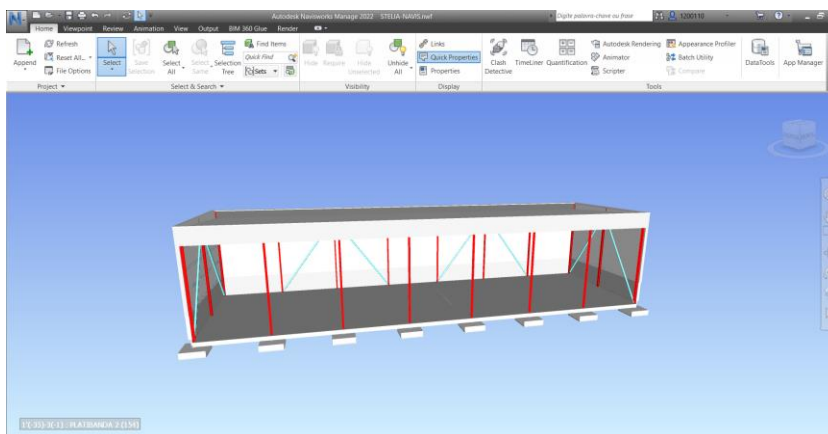 Autodesk Navisworks Manage 2022 STELIA-NAVIS.nwf
Digite palavra-chave ou frase
1200110
Home Viewpoint Review Animation View Output BIM 360 Glue Render
Append
Refresh
Reset All...
File Options
Select
Save Selection
Select All
Select Same
Selection Tree
Find Items
Quick Find
Sets
Hide
Require
Hide Unselected
Unhide All
Links
Quick Properties
Properties
Clash Detective
TimeLiner
Quantification
Autodesk Rendering
Animator
Scripter
Appearance Profiler
Batch Utility
Compare
DataTools
App Manager
Project
Select & Search
Visibility
Display
Tools